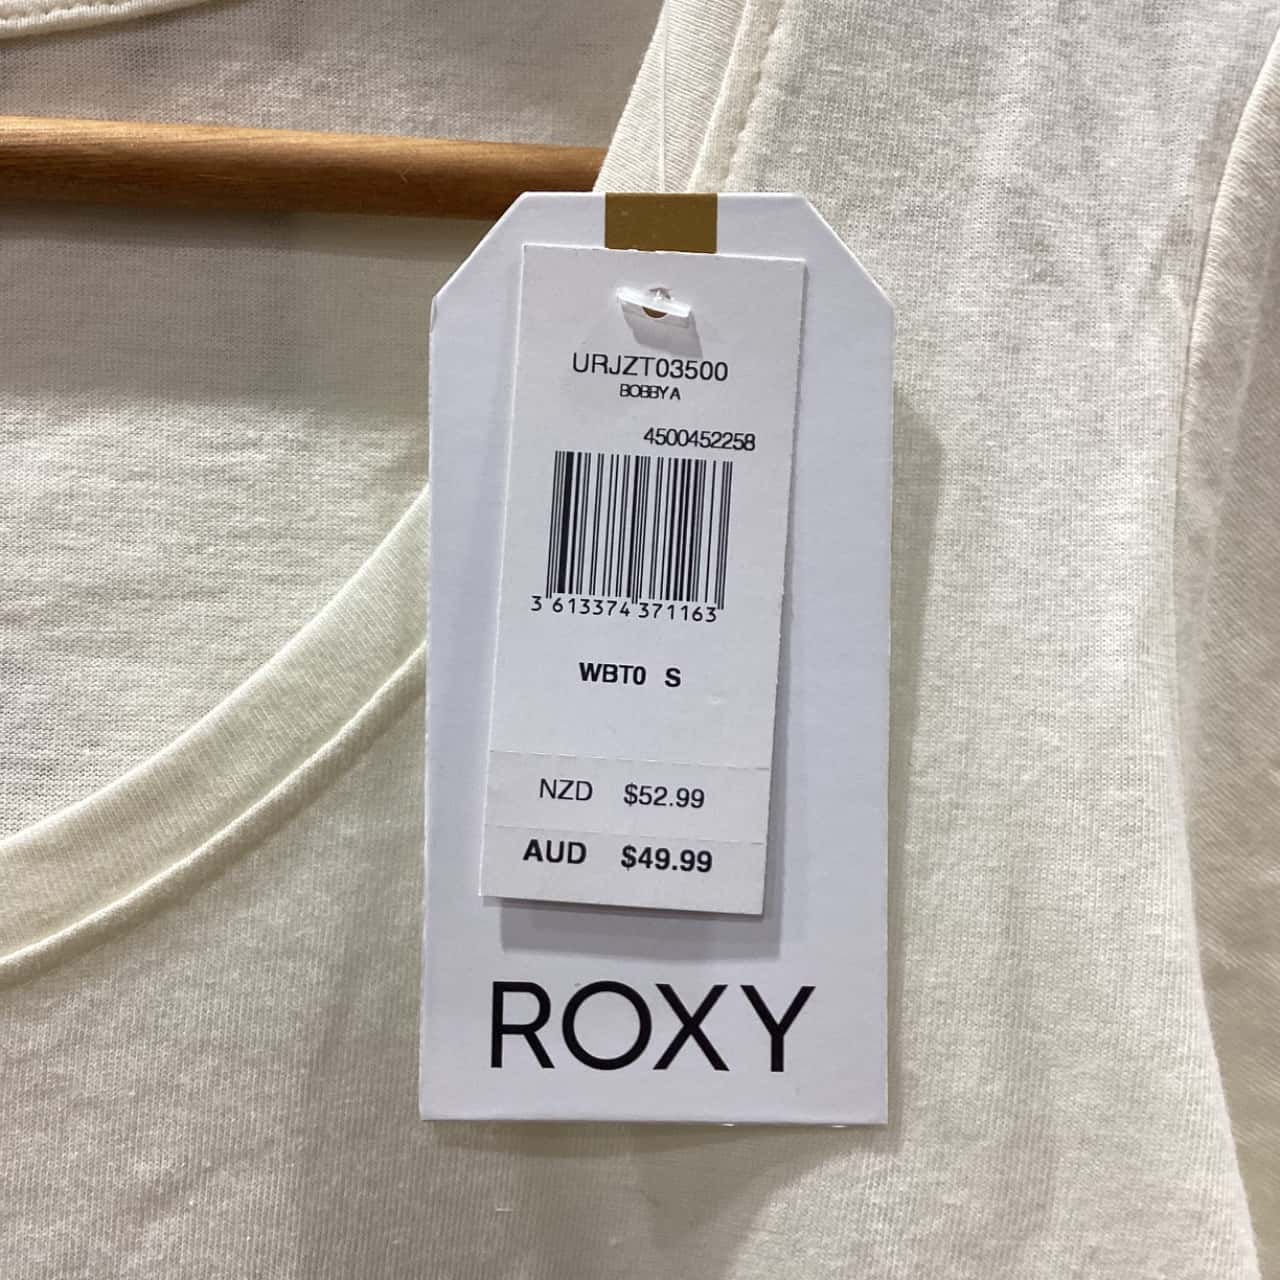 URJZT03500
BOBBY A
4500452258
3 613374 371163
WBT0 S
NZD $52.99
AUD $49.99
ROXY